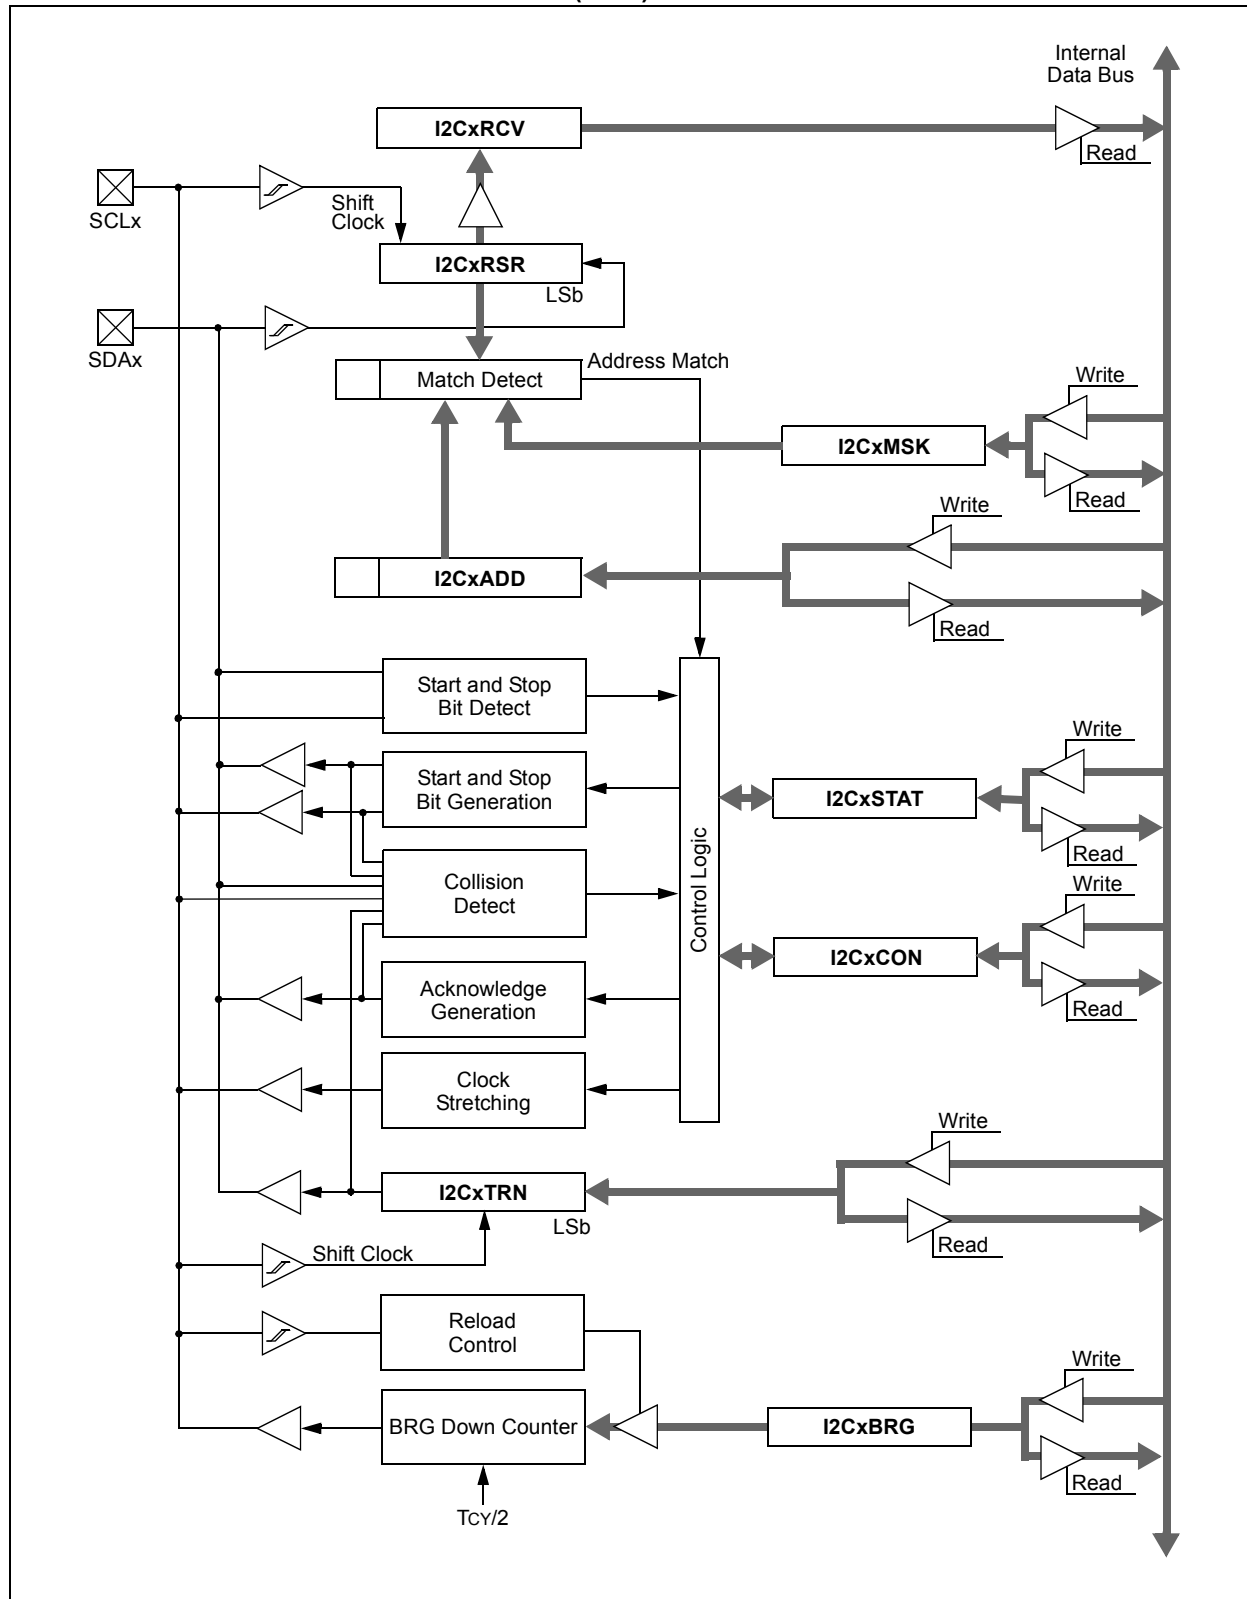 Internal
Data Bus
I2CxRCV
Read
SCLx
Shift
Clock
I2CxRSR
LSb
SDAx
Address Match
Match Detect
Write
I2CxMSK
Read
Write
I2CxADD
Read
Start and Stop
Bit Detect
Start and Stop
Bit Generation
Control Logic
Write
I2CxSTAT
Read
Collision
Detect
Write
I2CxCON
Read
Acknowledge
Generation
Clock
Stretching
Write
I2CxTRN
LSb
Read
Shift Clock
Reload
Control
Write
BRG Down Counter
I2CxBRG
Read
TCY/2